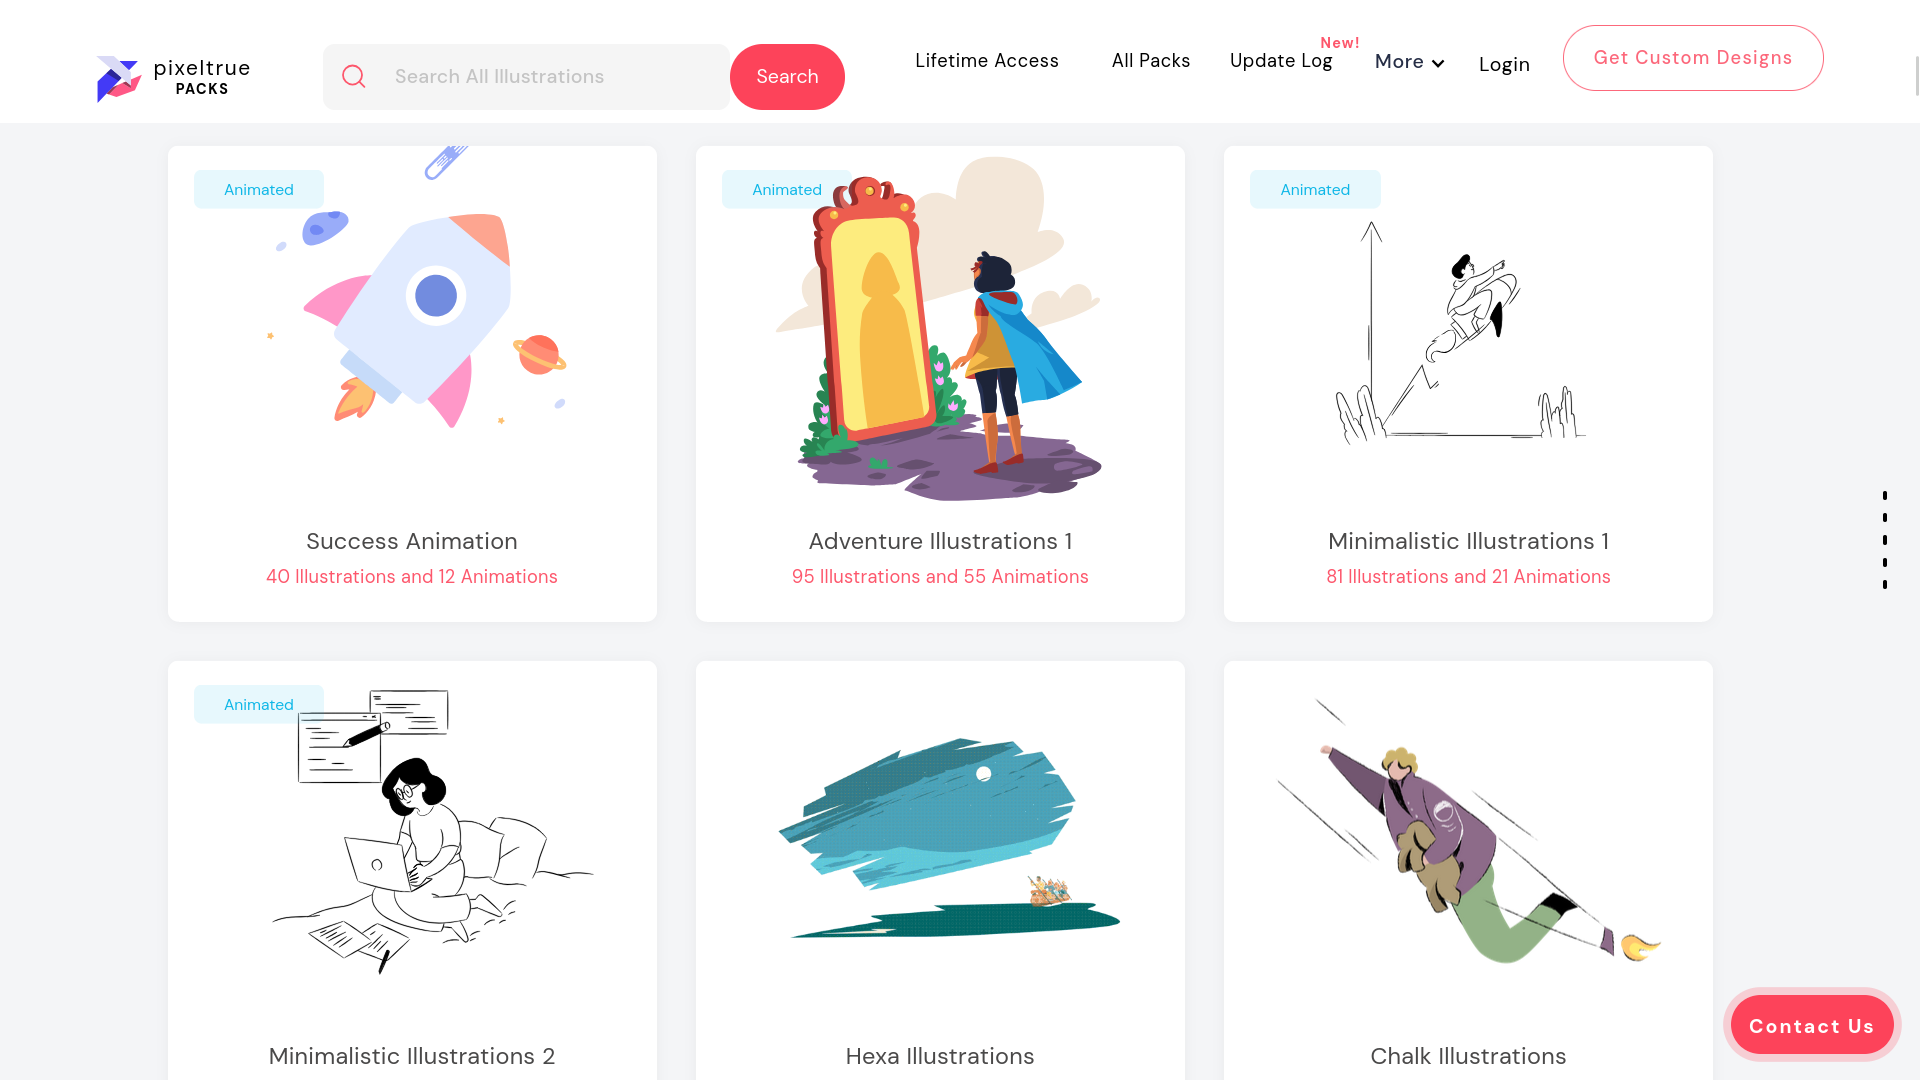 pixeltrue
PACKS
Search All Illustrations
Search
Lifetime Access
All Packs
Update Log
New!
More
Login
Get Custom Designs
Animated
Success Animation
40 Illustrations and 12 Animations
Animated
Adventure Illustrations 1
95 Illustrations and 55 Animations
Animated
Minimalistic Illustrations 1
81 Illustrations and 21 Animations
Animated
Minimalistic Illustrations 2
Hexa Illustrations
Chalk Illustrations
Contact Us